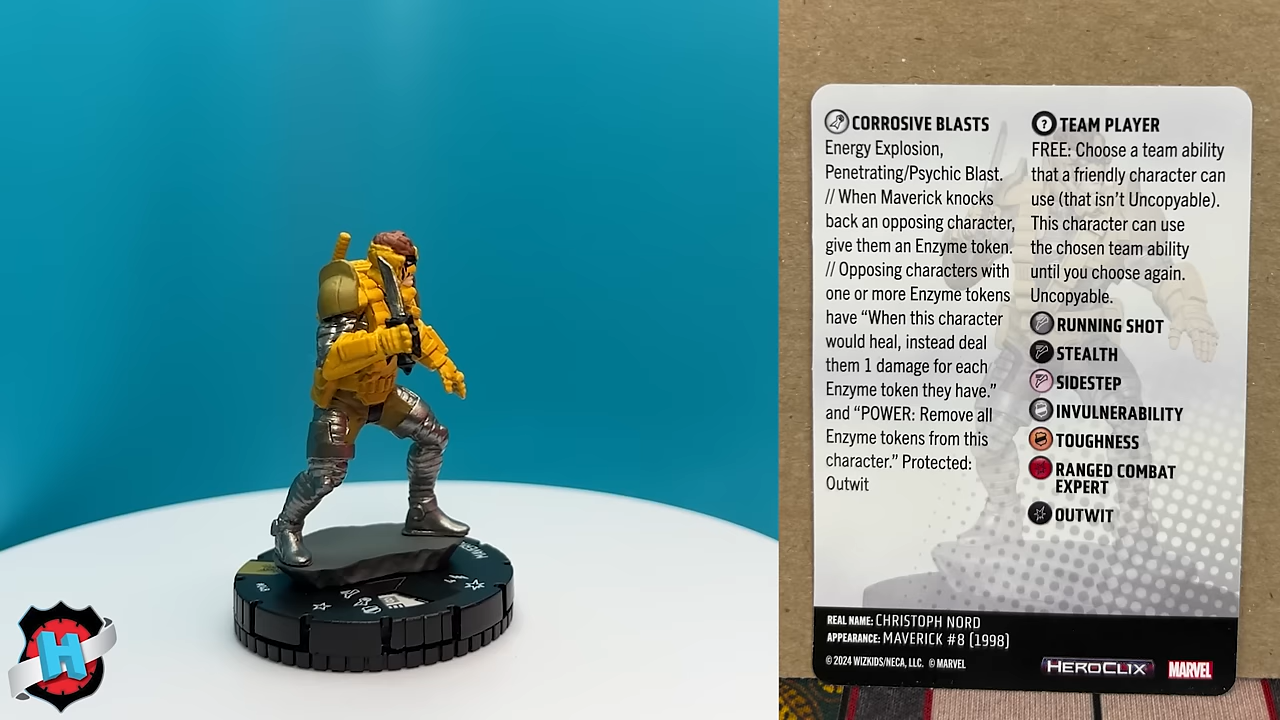 CORROSIVE BLASTS
Energy Explosion,
Penetrating/Psychic Blast.
// When Maverick knocks
back an opposing character,
give them an Enzyme token.
// Opposing characters with
one or more Enzyme tokens
have “When this character
would heal, instead deal
them 1 damage for each
Enzyme token they have.”
and “POWER: Remove all
Enzyme tokens from this
character.” Protected:
Outwit
? TEAM PLAYER
FREE: Choose a team ability
that a friendly character can
use (that isn’t Uncopyable).
This character can use
the chosen team ability
until you choose again.
Uncopyable.
RUNNING SHOT
STEALTH
SIDESTEP
INVULNERABILITY
TOUGHNESS
RANGED COMBAT
EXPERT
OUTWIT
REAL NAME: CHRISTOPH NORD
APPEARANCE: MAVERICK #8 (1998)
© 2024 WIZKIDS/NECA, LLC. © MARVEL
HEROCLIX
MARVEL
H